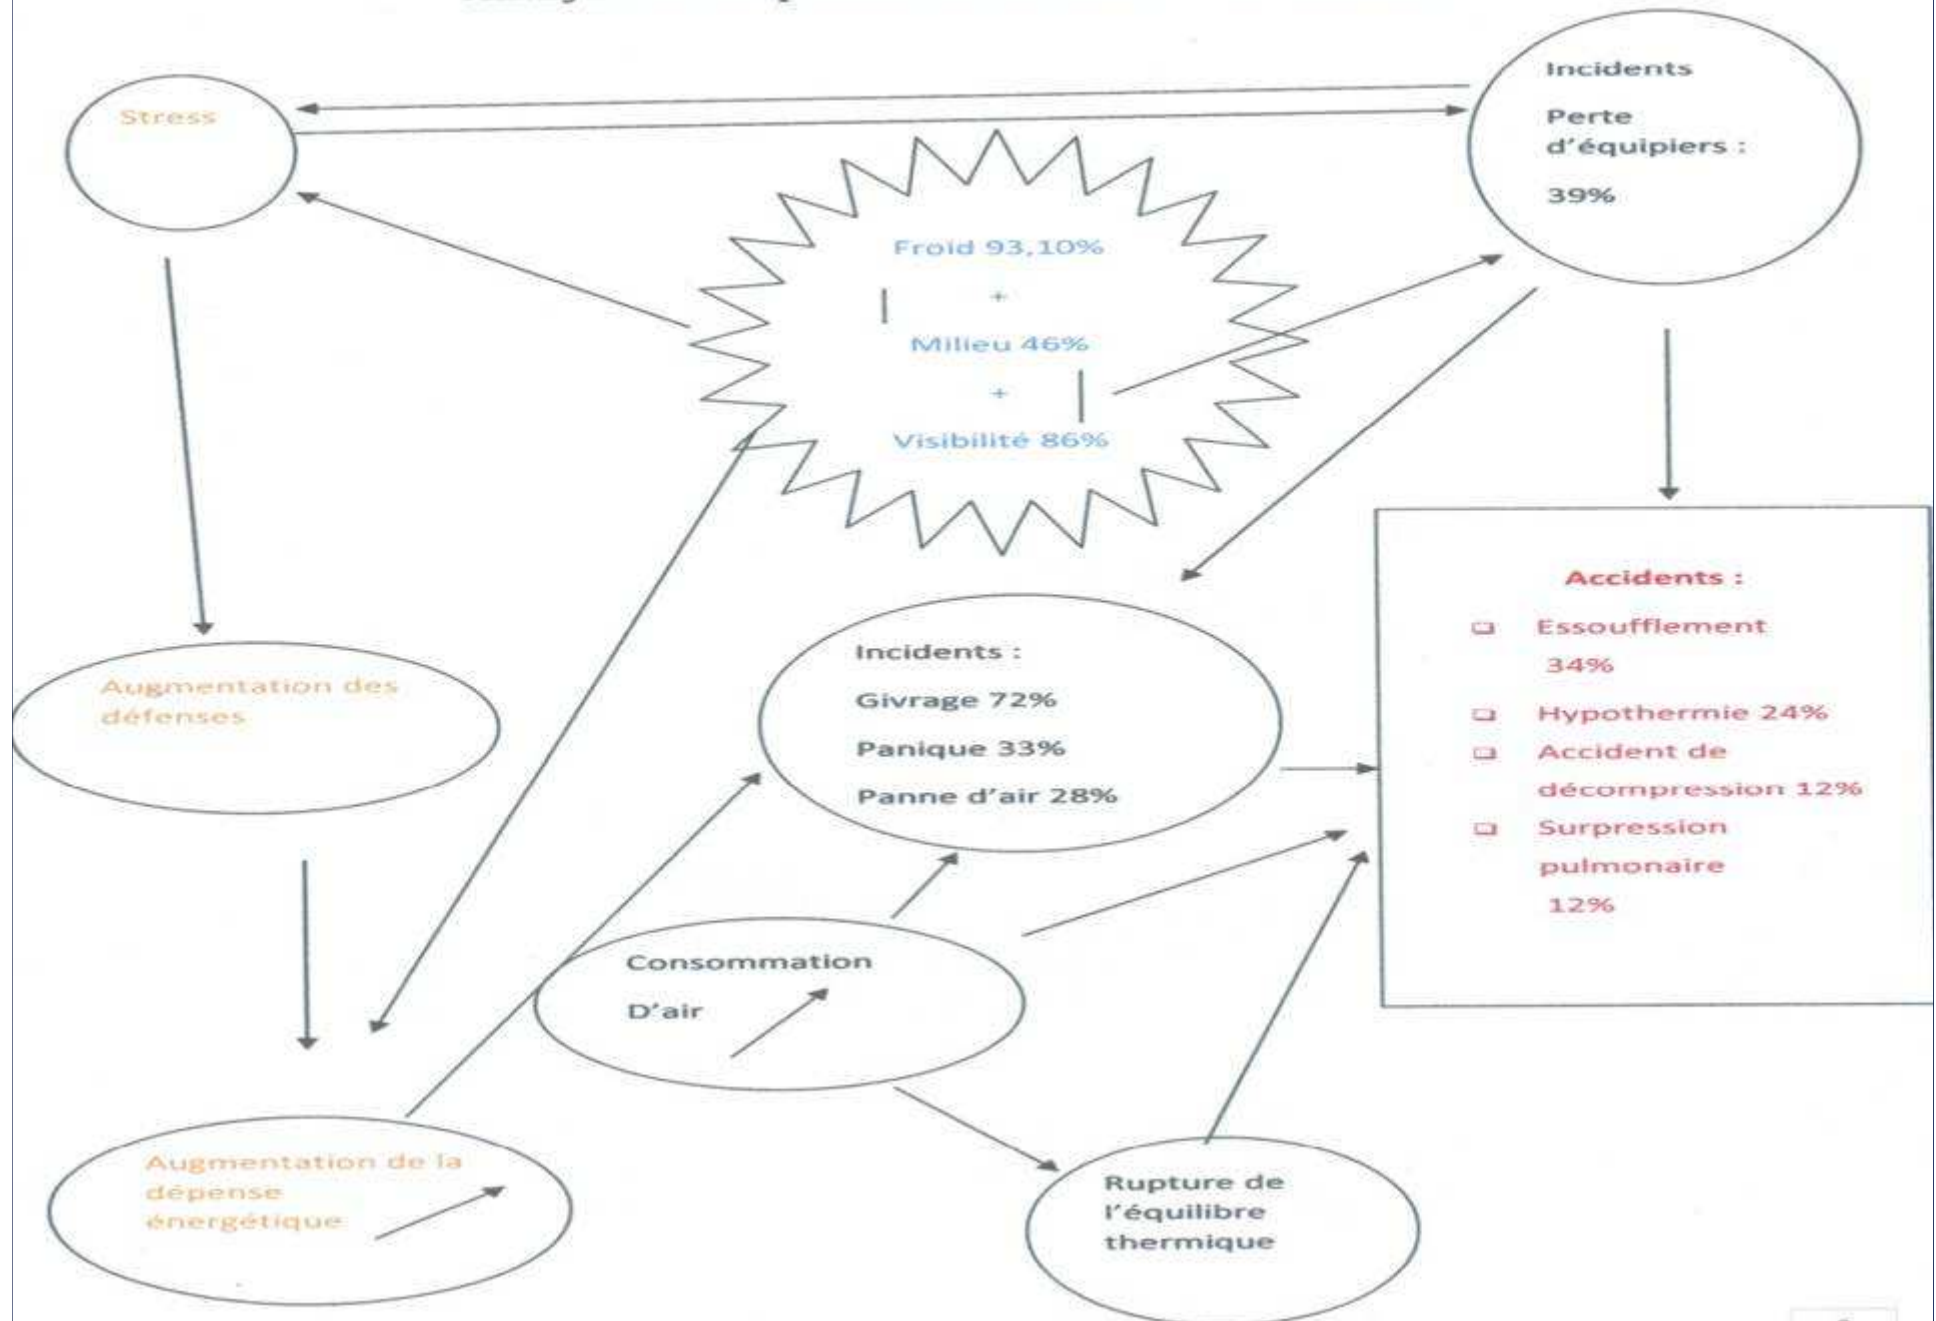 Stress
Incidents
Perte
d'équipiers :
39%
Froid 93,10%
+
Milieu 46%
+
Visibilité 86%
Accidents :
Essoufflement
34%
Hypothermie 24%
Accident de
décompression 12%
Surpression
pulmonaire
12%
Incidents :
Givrage 72%
Panique 33%
Panne d'air 28%
Augmentation des
défenses
Consommation
D'air
Augmentation de la
dépense
énergétique
Rupture de
l'équilibre
thermique